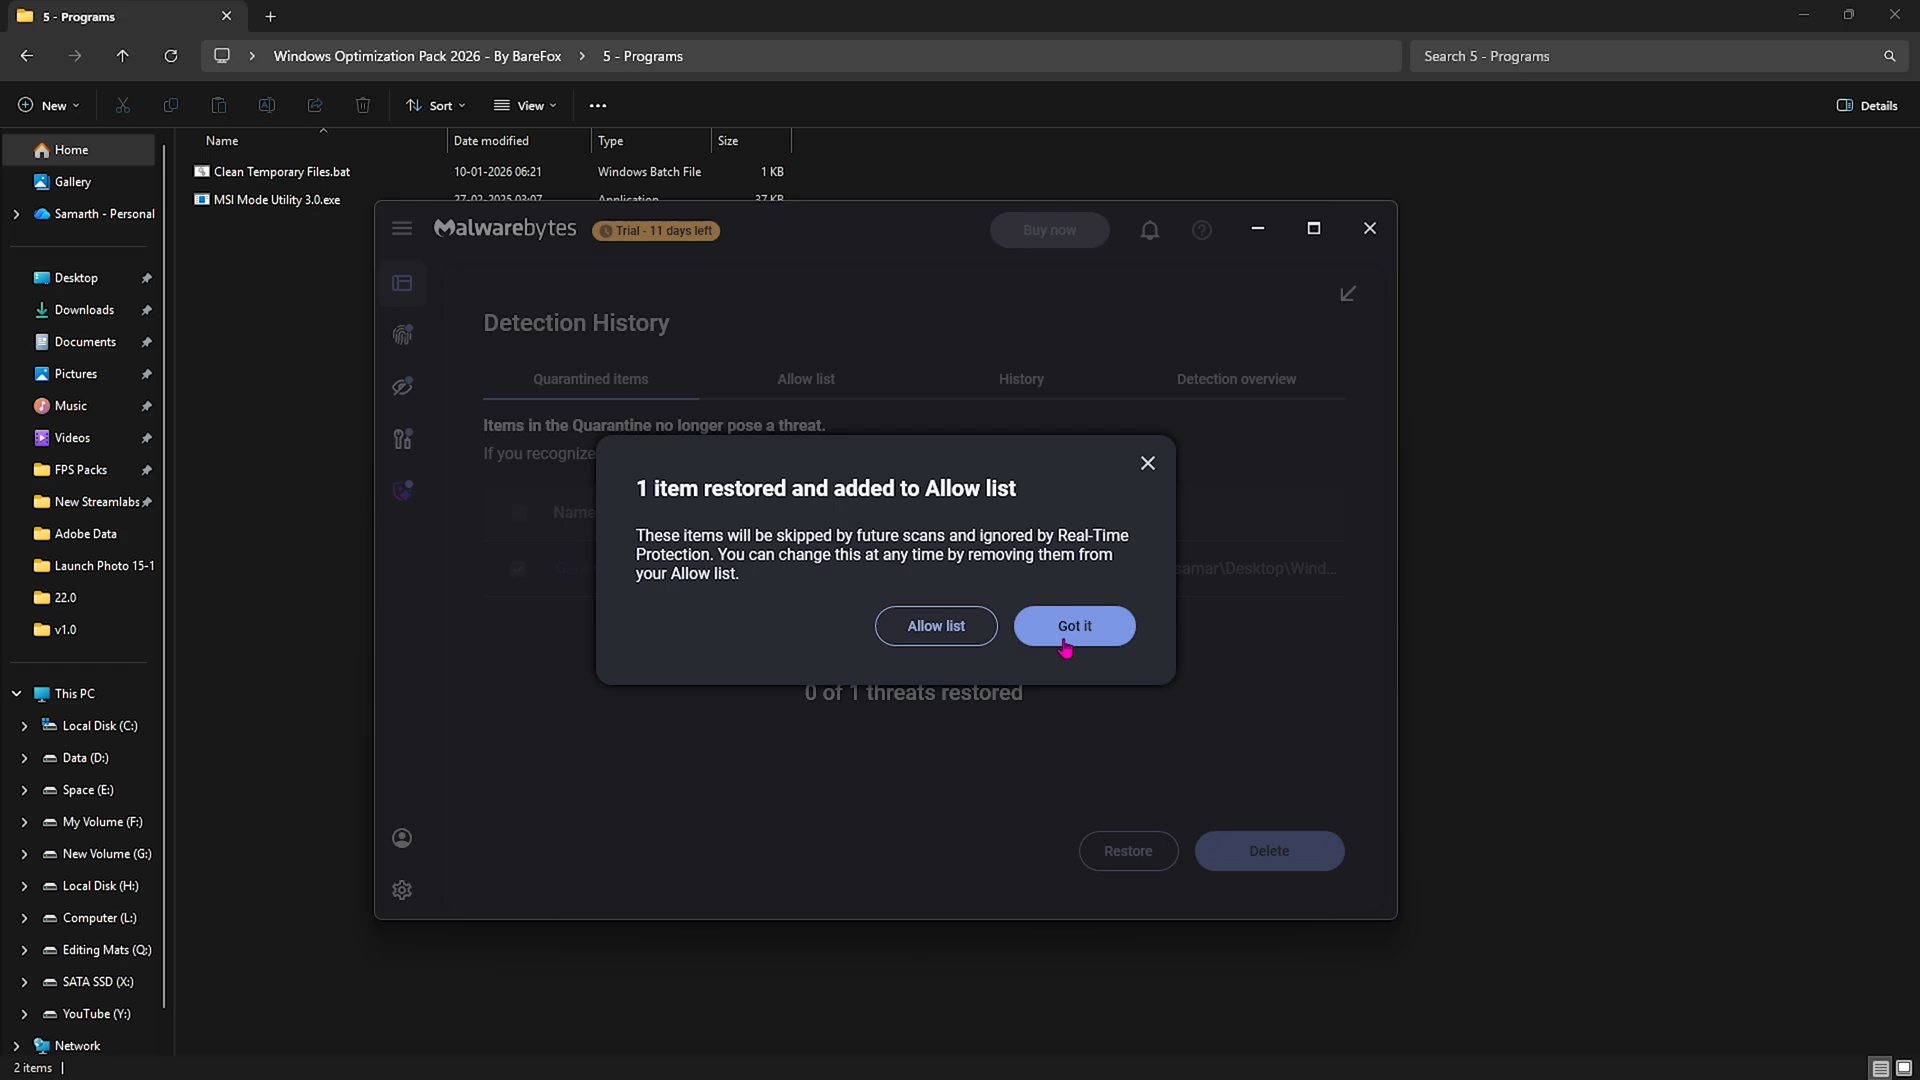 5 - Programs
Windows Optimization Pack 2026 - By BareFox
5 - Programs
Search 5 - Programs
New
Sort
View
Details
Home
Gallery
Samarth - Personal
Desktop
Downloads
Documents
Pictures
Music
Videos
FPS Packs
New Streamlabs
Adobe Data
Launch Photo 15-1
22.0
v1.0
This PC
Local Disk (C:)
Data (D:)
Space (E:)
My Volume (F:)
New Volume (G:)
Local Disk (H:)
Computer (L:)
Editing Mats (Q:)
SATA SSD (X:)
YouTube (Y:)
Network
2 items
Name Date modified Type Size
Clean Temporary Files.bat 10-01-2026 06:21 Windows Batch File 1 KB
MSI Mode Utility 3.0.exe 27-02-2025 03:07 Application 37 KB
Malwarebytes
Trial - 11 days left
Buy now
Detection History
Quarantined items Allow list History Detection overview
Items in the Quarantine no longer pose a threat.
If you recognize
Name
samar\Desktop\Wind...
1 item restored and added to Allow list
These items will be skipped by future scans and ignored by Real-Time
Protection. You can change this at any time by removing them from
your Allow list.
Allow list
Got it
0 of 1 threats restored
Restore
Delete